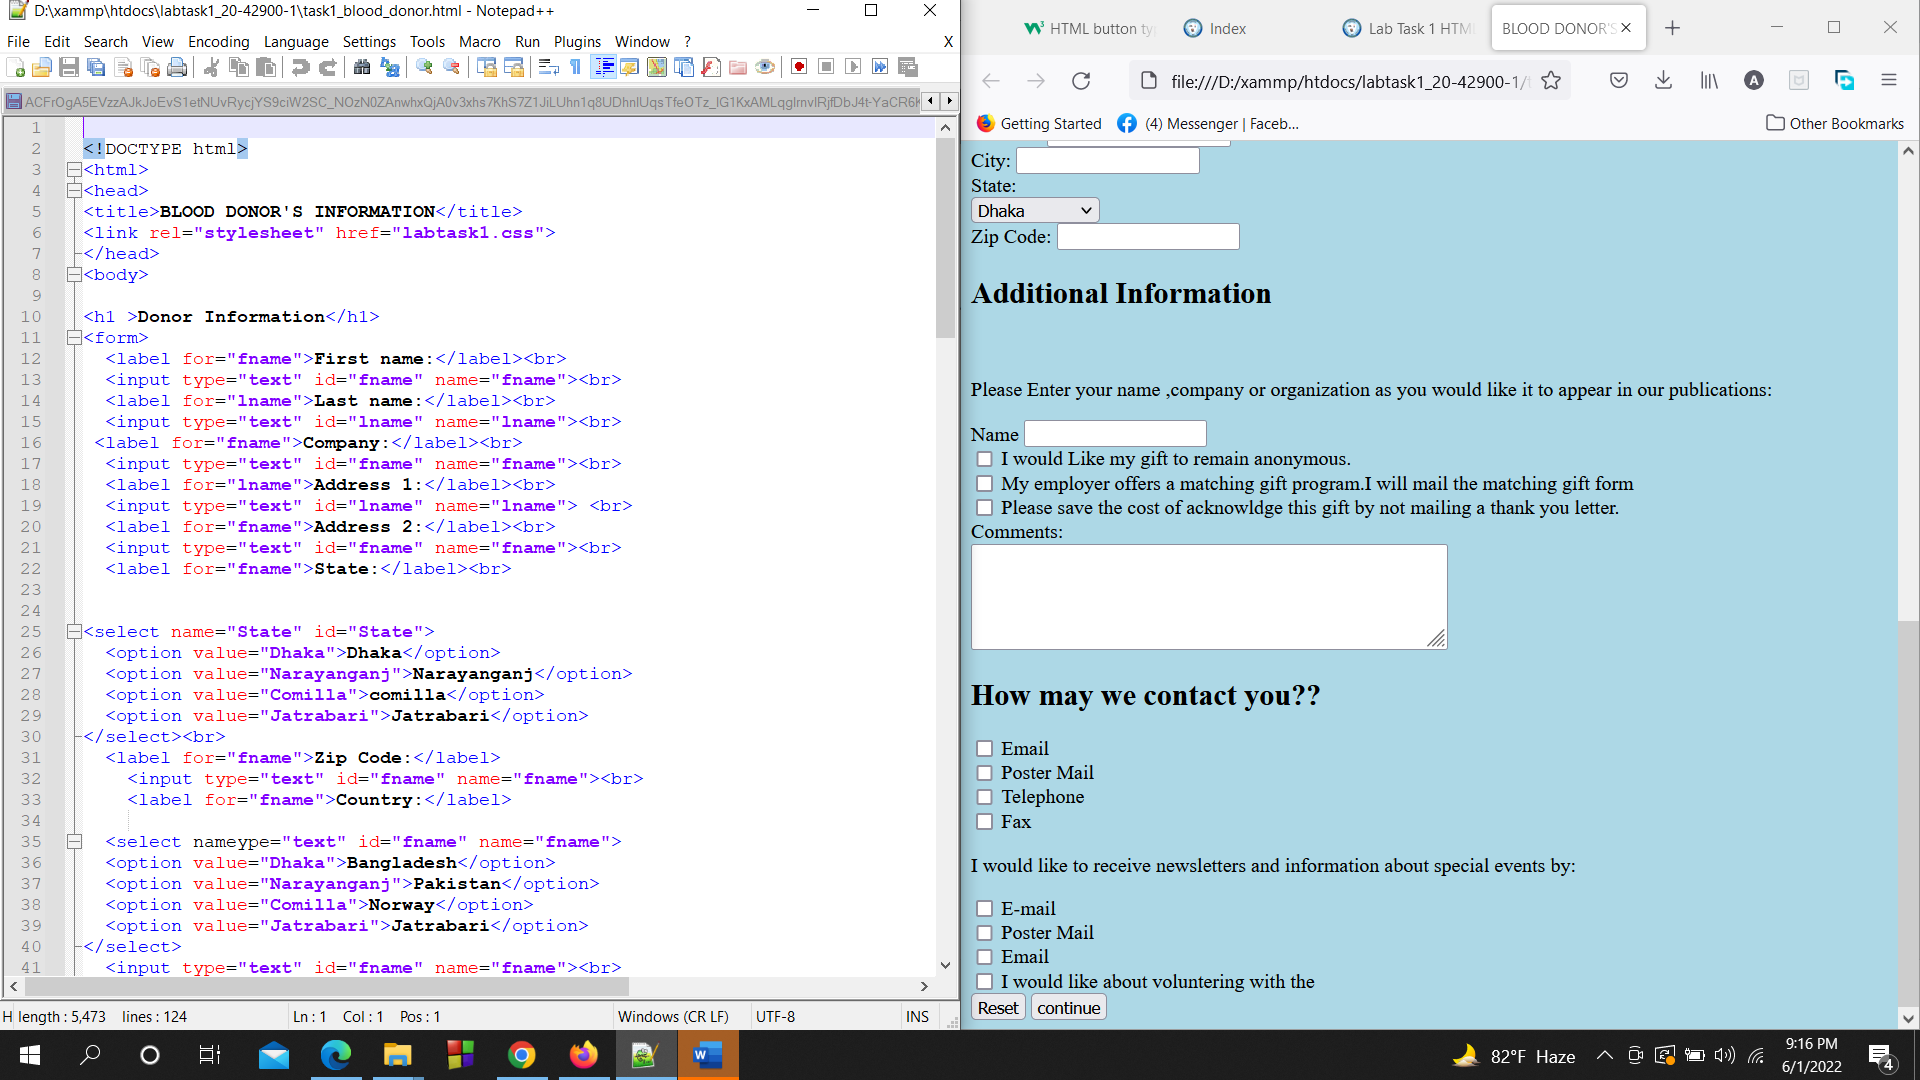 D:\xammp\htdocs\labtask1_20-42900-1\task1_blood_donor.html - Notepad++
File Edit Search View Encoding Language Settings Tools Macro Run Plugins Window ? X
1
2 <!DOCTYPE html>
3 <html>
4 <head>
5 <title>BLOOD DONOR'S INFORMATION</title>
6 <link rel="stylesheet" href="labtask1.css">
7 </head>
8 <body>
9
10 <h1 >Donor Information</h1>
11 <form>
12 <label for="fname">First name:</label><br>
13 <input type="text" id="fname" name="fname"><br>
14 <label for="lname">Last name:</label><br>
15 <input type="text" id="lname" name="lname"><br>
16 <label for="fname">Company:</label><br>
17 <input type="text" id="fname" name="fname"><br>
18 <label for="lname">Address 1:</label><br>
19 <input type="text" id="lname" name="lname"> <br>
20 <label for="fname">Address 2:</label><br>
21 <input type="text" id="fname" name="fname"><br>
22 <label for="fname">State:</label><br>
23
24
25 <select name="State" id="State">
26 <option value="Dhaka">Dhaka</option>
27 <option value="Narayanganj">Narayanganj</option>
28 <option value="Comilla">comilla</option>
29 <option value="Jatrabari">Jatrabari</option>
30 </select><br>
31 <label for="fname">Zip Code:</label>
32 <input type="text" id="fname" name="fname"><br>
33 <label for="fname">Country:</label>
34
35 <select nameype="text" id="fname" name="fname">
36 <option value="Dhaka">Bangladesh</option>
37 <option value="Narayanganj">Pakistan</option>
38 <option value="Comilla">Norway</option>
39 <option value="Jatrabari">Jatrabari</option>
40 </select>
41 <input type="text" id="fname" name="fname"><br>
H length : 5,473 lines : 124 Ln : 1 Col : 1 Pos : 1 Windows (CR LF) UTF-8 INS
HTML button ty Index Lab Task 1 HTM BLOOD DONOR'S
file:///D:/xammp/htdocs/labtask1_20-42900-1/t
A
Getting Started (4) Messenger | Faceb... Other Bookmarks
City:
State:
Dhaka
Zip Code:
Additional Information
Please Enter your name ,company or organization as you would like it to appear in our publications:
Name
I would Like my gift to remain anonymous.
My employer offers a matching gift program.I will mail the matching gift form
Please save the cost of acknowldge this gift by not mailing a thank you letter.
Comments:
How may we contact you??
Email
Poster Mail
Telephone
Fax
I would like to receive newsletters and information about special events by:
E-mail
Poster Mail
Email
I would like about voluntering with the
Reset continue
82°F Haze
9:16 PM
6/1/2022
4